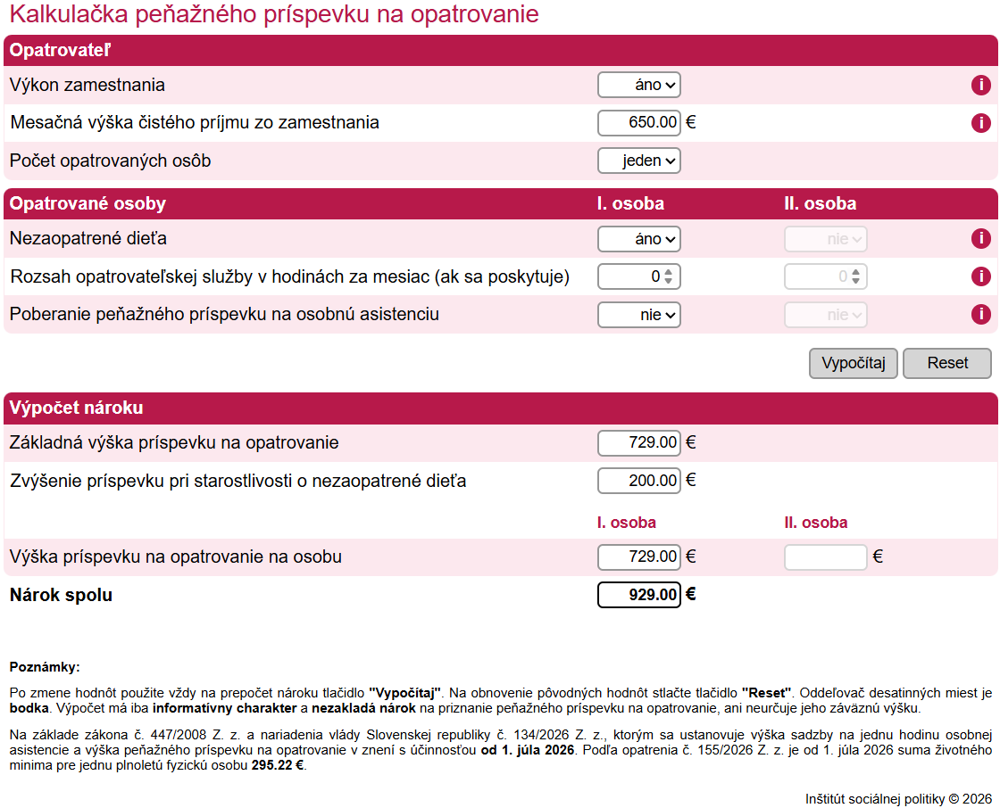 Kalkulačka peňažného príspevku na opatrovanie
Opatrovateľ
Výkon zamestnania áno i
Mesačná výška čistého príjmu zo zamestnania 650.00 € i
Počet opatrovaných osôb jeden
Opatrované osoby I. osoba II. osoba
Nezaopatrené dieťa áno nie i
Rozsah opatrovateľskej služby v hodinách za mesiac (ak sa poskytuje) 0 0 i
Poberanie peňažného príspevku na osobnú asistenciu nie nie i
Vypočítaj Reset
Výpočet nároku
Základná výška príspevku na opatrovanie 729.00 €
Zvýšenie príspevku pri starostlivosti o nezaopatrené dieťa 200.00 €
I. osoba II. osoba
Výška príspevku na opatrovanie na osobu 729.00 € €
Nárok spolu 929.00 €
Poznámky:
Po zmene hodnôt použite vždy na prepočet nároku tlačidlo "Vypočítaj". Na obnovenie pôvodných hodnôt stlačte tlačidlo "Reset". Oddeľovač desatinných miest je
bodka. Výpočet má iba informatívny charakter a nezakladá nárok na priznanie peňažného príspevku na opatrovanie, ani neurčuje jeho záväznú výšku.
Na základe zákona č. 447/2008 Z. z. a nariadenia vlády Slovenskej republiky č. 134/2026 Z. z., ktorým sa ustanovuje výška sadzby na jednu hodinu osobnej
asistencie a výška peňažného príspevku na opatrovanie v znení s účinnosťou od 1. júla 2026. Podľa opatrenia č. 155/2026 Z. z. je od 1. júla 2026 suma životného
minima pre jednu plnoletú fyzickú osobu 295.22 €.
Inštitút sociálnej politiky © 2026